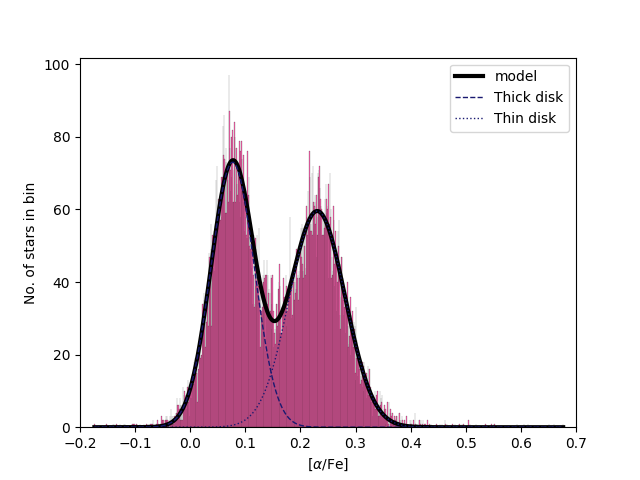 100
80
60
40
20
0
No. of stars in bin
model
Thick disk
Thin disk
−0.2 −0.1 0.0 0.1 0.2 0.3 0.4 0.5 0.6 0.7
[α/Fe]